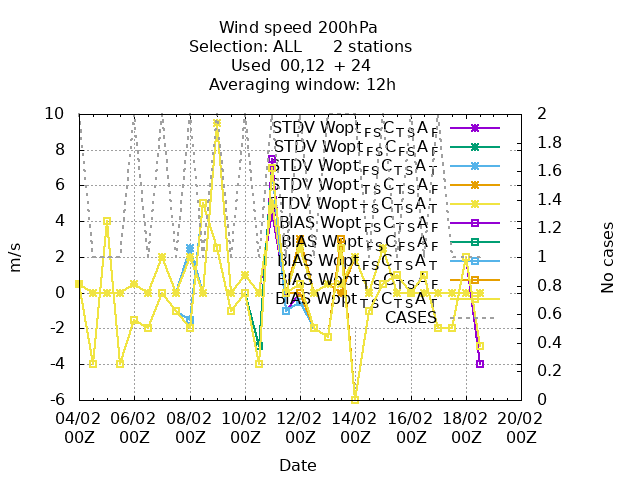 Wind speed 200hPa
Selection: ALL 2 stations
Used 00,12 + 24
Averaging window: 12h
10 2
STDV Wopt FS C TS A F
STDV Wopt FS C FS A F
8 1.8
STDV Wopt FS C TS A T
6 1.6
STDV Wopt TS C TS A F
STDV Wopt TS C TS A T
4 1.4
BIAS Wopt FS C TS A F
BIAS Wopt FS C FS A F
2 1.2
1
BIAS Wopt FS C TS A T
BIAS Wopt TS C TS A F
0 0.8
BIAS Wopt TS C TS A T
CASES
-2 0.6
0.4
-4 0.2
-6 0
m/s
No cases
04/02 06/02 08/02 10/02 12/02 14/02 16/02 18/02 20/02
00Z 00Z 00Z 00Z 00Z 00Z 00Z 00Z 00Z
Date